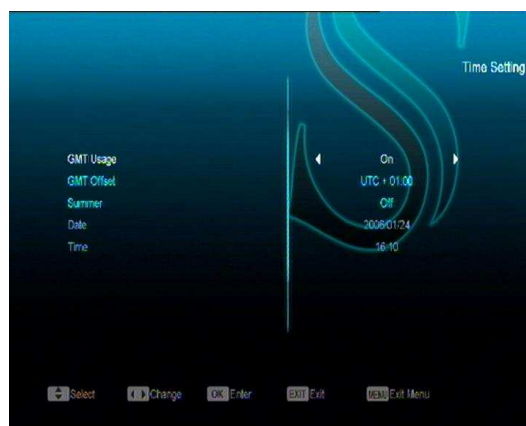 Time Setting
GMT Usage On
GMT Offset UTC + 01:00
Summer Off
Date 2006/01/24
Time 16:10
Select Change OK Enter EXIT Exit MENU Exit Menu